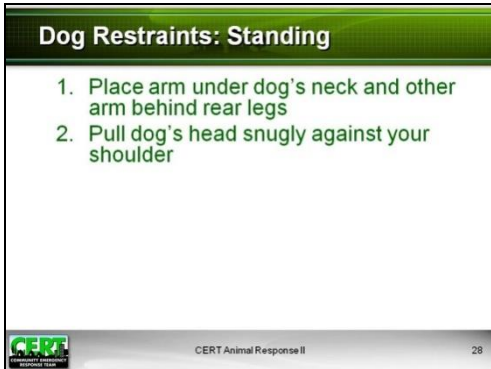 Dog Restraints: Standing
1. Place arm under dog's neck and other
arm behind rear legs
2. Pull dog's head snugly against your
shoulder
CERT
COMMUNITY EMERGENCY
RESPONSE TEAM
CERT Animal Response II
28